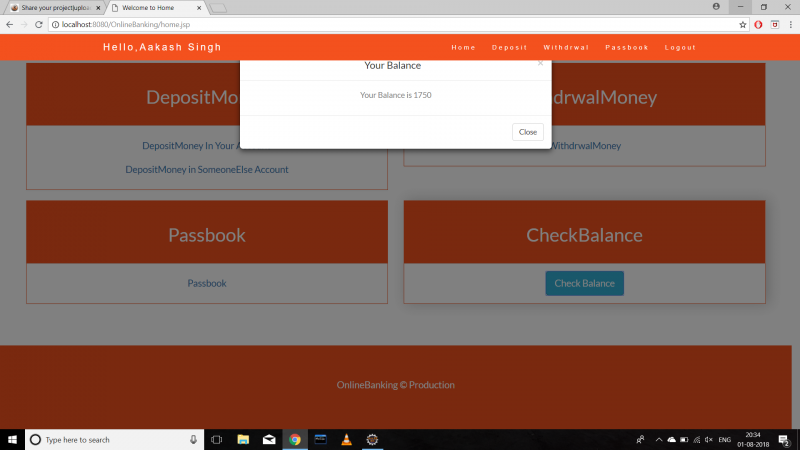 Share your project|uploa
Welcome to Home
localhost:8080/OnlineBanking/home.jsp
Hello,Aakash Singh
Home Deposit Withdrwal Passbook Logout
Your Balance ×
Your Balance is 1750
Close
DepositMo
hdrwalMoney
DepositMoney In Your A
WithdrwalMoney
DepositMoney in SomeoneElse Account
Passbook
CheckBalance
Passbook
Check Balance
OnlineBanking © Production
Type here to search
ENG
20:34
01-08-2018
2